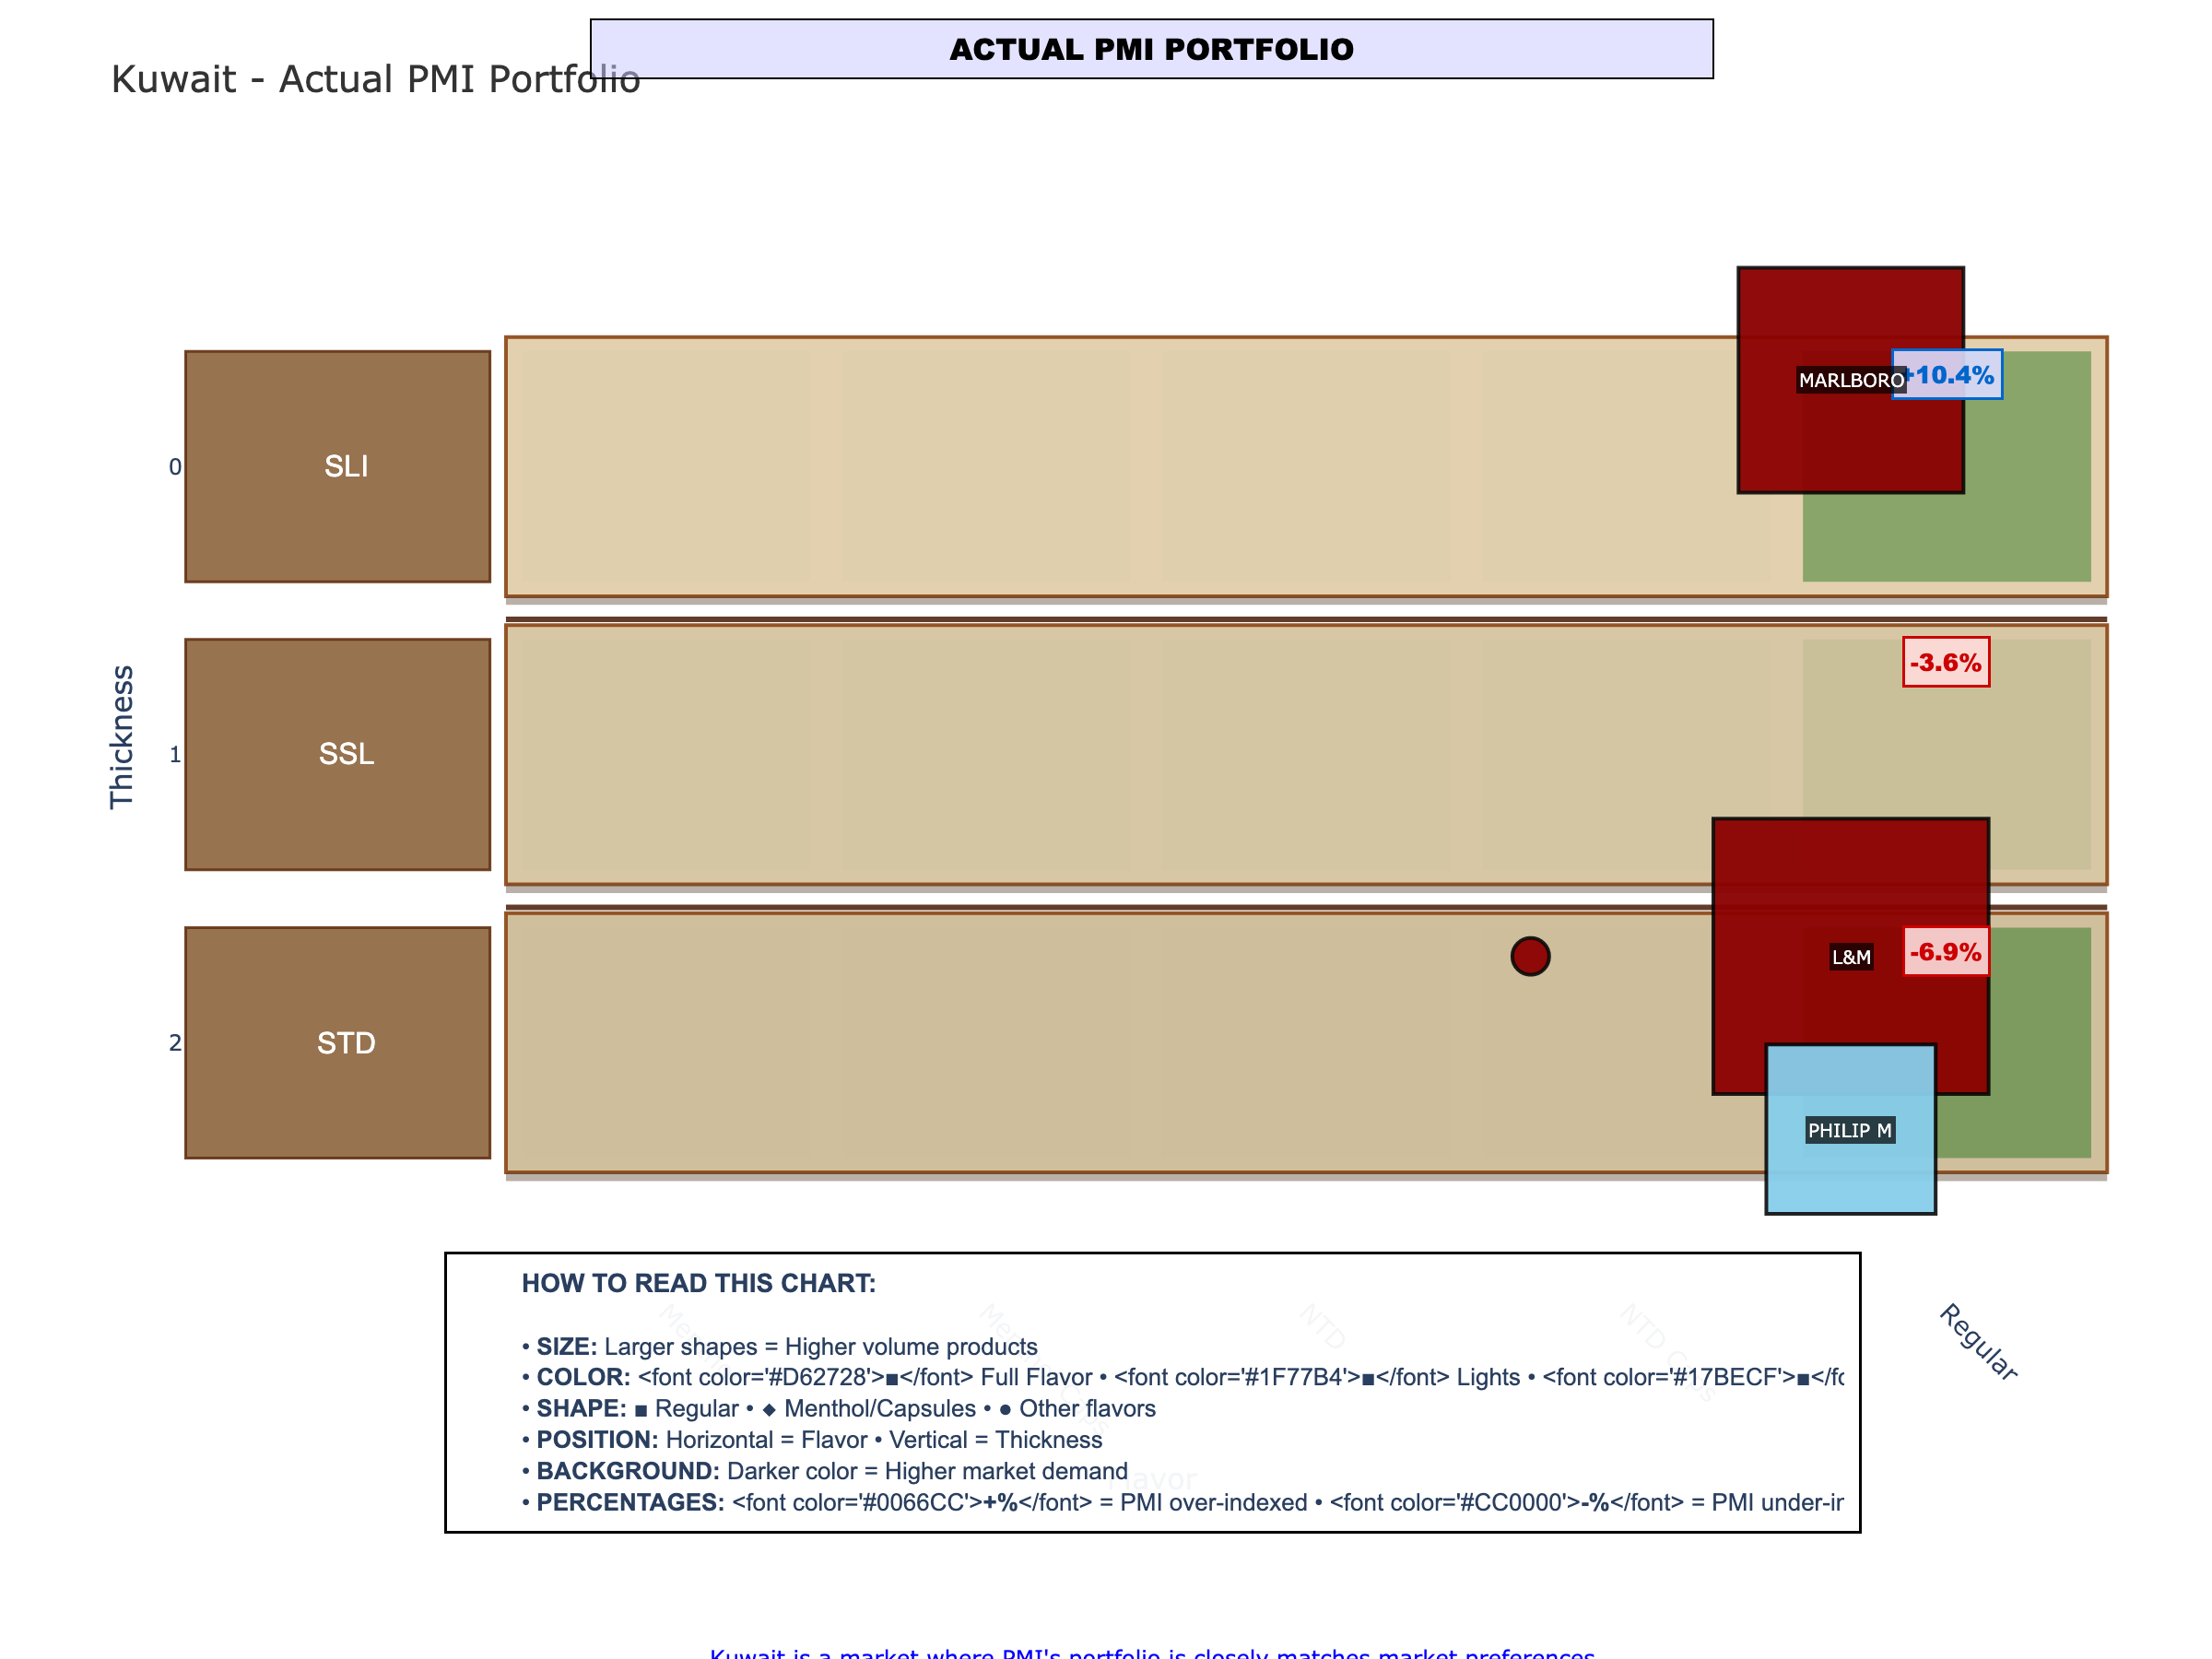 ACTUAL PMI PORTFOLIO
Kuwait - Actual PMI Portfolio
MARLBORO
+10.4%
0
SLI
-3.6%
Thickness
1
SSL
L&M
-6.9%
2
STD
PHILIP M
HOW TO READ THIS CHART:
• SIZE: Larger shapes = Higher volume products
• COLOR: <font color='#D62728'>■</font> Full Flavor • <font color='#1F77B4'>■</font> Lights • <font color='#17BECF'>■</fo
• SHAPE: ■ Regular • ◆ Menthol/Capsules • ● Other flavors
• POSITION: Horizontal = Flavor • Vertical = Thickness
• BACKGROUND: Darker color = Higher market demand
• PERCENTAGES: <font color='#0066CC'>+%</font> = PMI over-indexed • <font color='#CC0000'>-%</font> = PMI under-ir
NTD
Regular
Flavor
Kuwait is a market where PMI's portfolio is closely matches market preferences